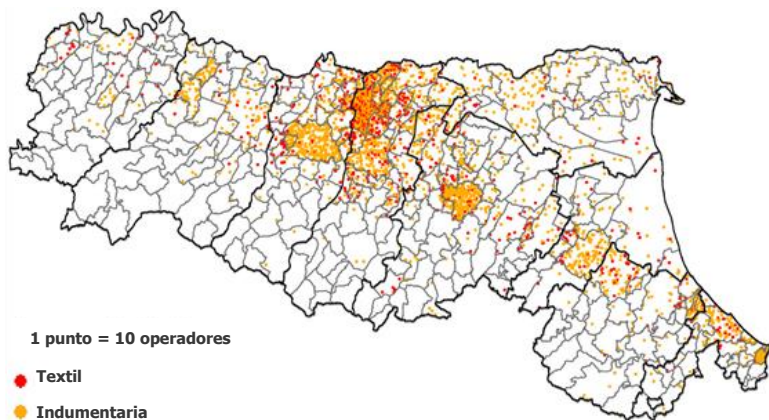 1 punto = 10 operadores
Textil
Indumentaria